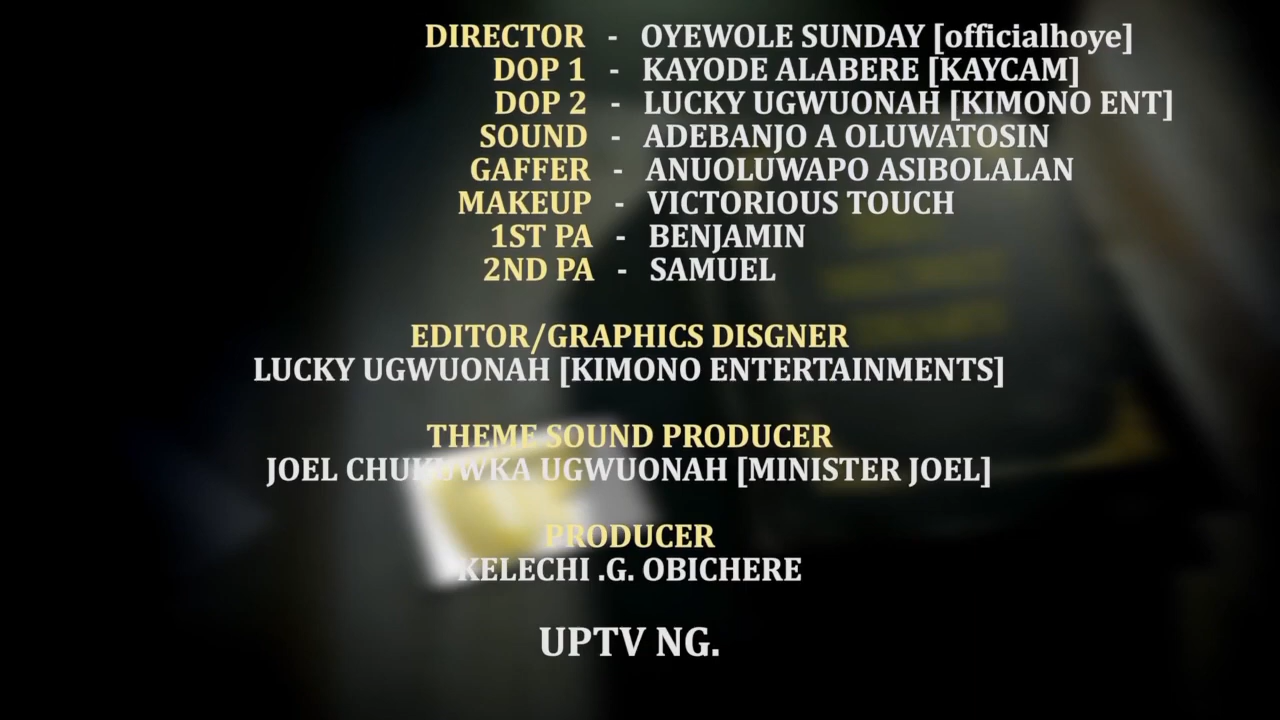 DIRECTOR - OYEWOLE SUNDAY [officialhoye]
DOP 1 - KAYODE ALABERE [KAYCAM]
DOP 2 - LUCKY UGWUONAH [KIMONO ENT]
SOUND - ADEBANJO A OLUWATOSIN
GAFFER - ANUOLUWAPO ASIBOLALAN
MAKEUP - VICTORIOUS TOUCH
1ST PA - BENJAMIN
2ND PA - SAMUEL
EDITOR/GRAPHICS DISGNER
LUCKY UGWUONAH [KIMONO ENTERTAINMENTS]
THEME SOUND PRODUCER
JOEL UGWUONAH [MINISTER JOEL]
PRODUCER
KELECHI .G. OBICHERE
UPTV NG.